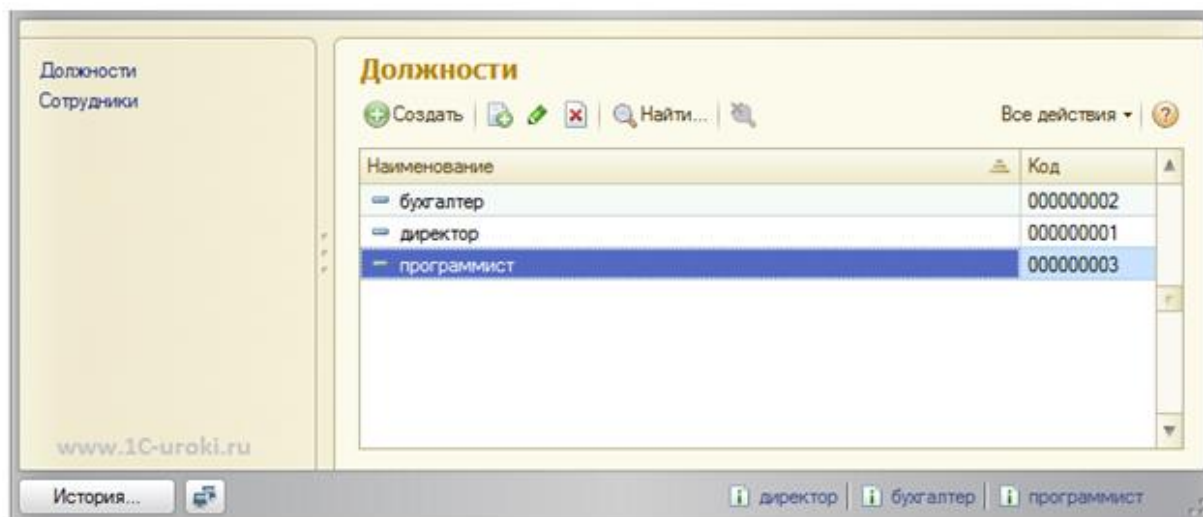 Должности
Сотрудники
Должности
Создать Найти... Все действия
Наименование Код
бухгалтер 000000002
директор 000000001
программист 000000003
www.1C-uroki.ru
История... директор бухгалтер программист